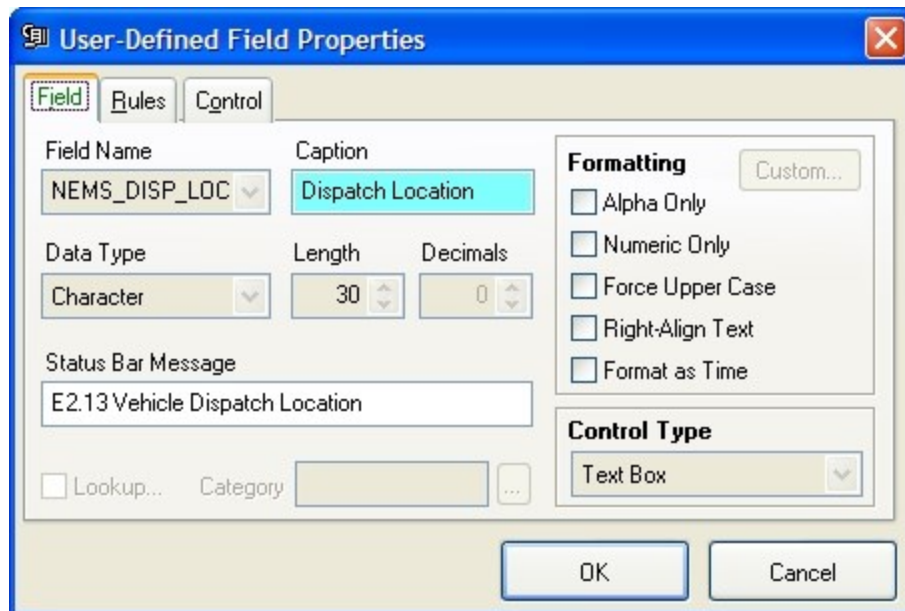 User-Defined Field Properties
Field Rules Control
Field Name Caption
NEMS_DISP_LOC Dispatch Location
Data Type Length Decimals
Character 30 0
Status Bar Message
E2.13 Vehicle Dispatch Location
Lookup... Category ...
Formatting Custom...
Alpha Only
Numeric Only
Force Upper Case
Right-Align Text
Format as Time
Control Type
Text Box
OK Cancel